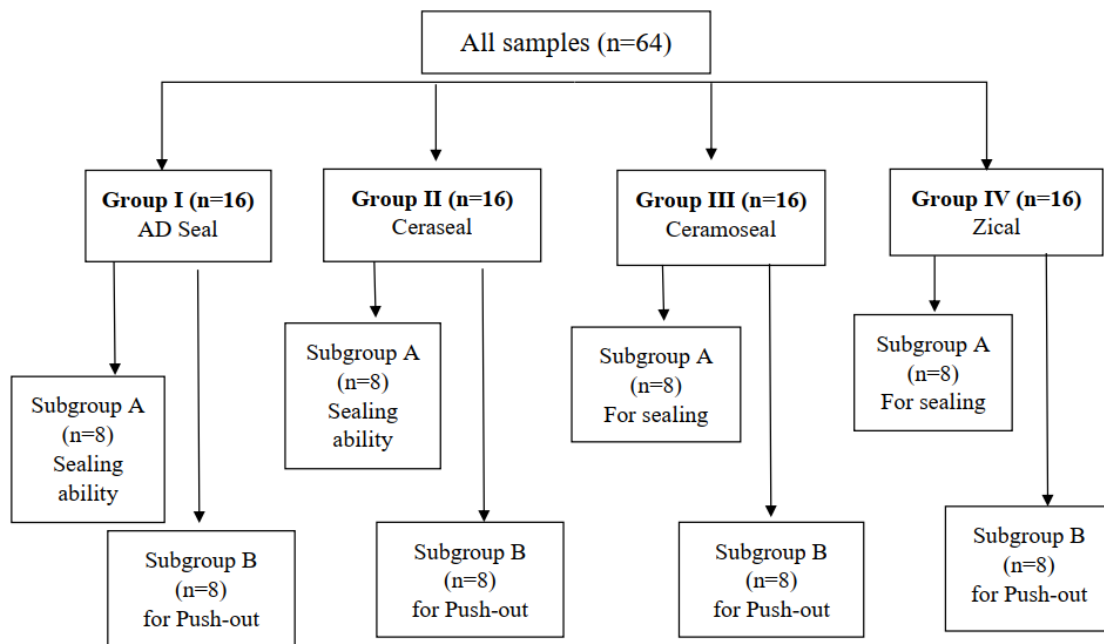 All samples (n=64)
Group I (n=16)
AD Seal
Group II (n=16)
Ceraseal
Group III (n=16)
Ceramoseal
Group IV (n=16)
Zical
Subgroup A
(n=8)
Sealing
ability
Subgroup A
(n=8)
Sealing
ability
Subgroup A
(n=8)
For sealing
Subgroup A
(n=8)
For sealing
Subgroup B
(n=8)
for Push-out
Subgroup B
(n=8)
for Push-out
Subgroup B
(n=8)
for Push-out
Subgroup B
(n=8)
for Push-out